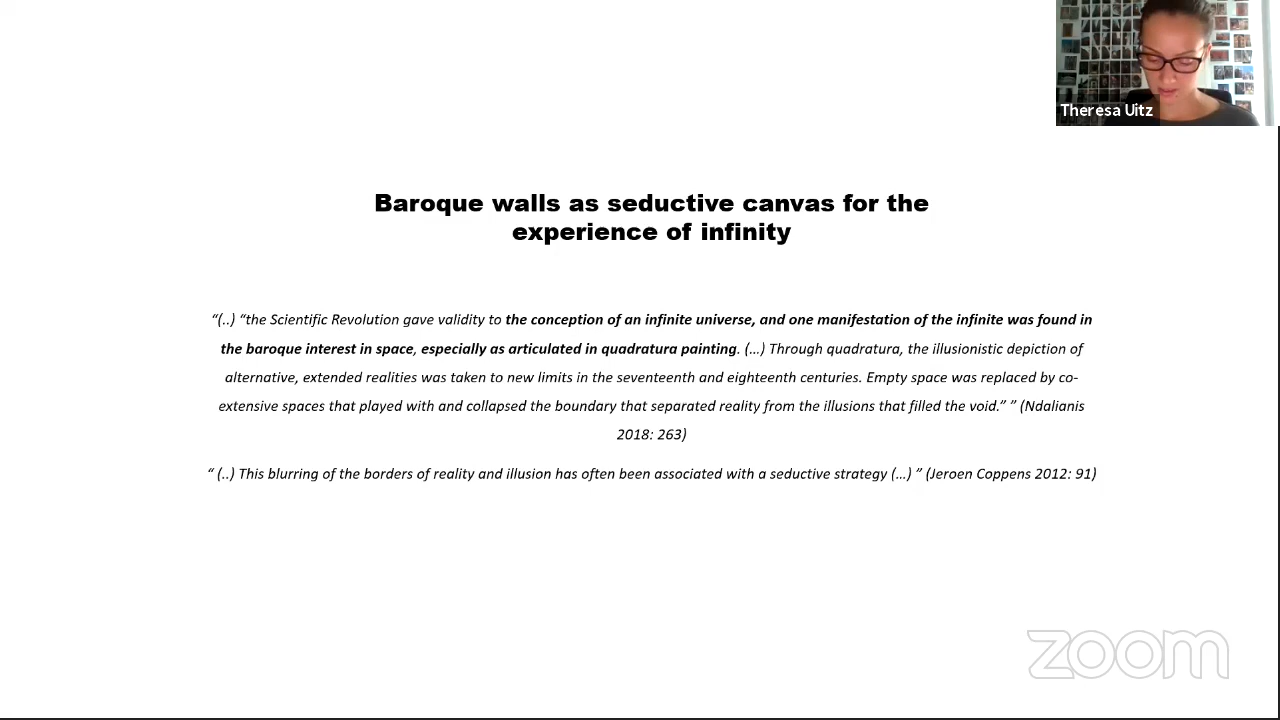 Theresa Uitz
Baroque walls as seductive canvas for the
experience of infinity
“(..) “the Scientific Revolution gave validity to the conception of an infinite universe, and one manifestation of the infinite was found in
the baroque interest in space, especially as articulated in quadratura painting. (...) Through quadratura, the illusionistic depiction of
alternative, extended realities was taken to new limits in the seventeenth and eighteenth centuries. Empty space was replaced by co-
extensive spaces that played with and collapsed the boundary that separated reality from the illusions that filled the void.” ” (Ndalianis
2018: 263)
“ (..) This blurring of the borders of reality and illusion has often been associated with a seductive strategy (...) ” (Jeroen Coppens 2012: 91)
zoom